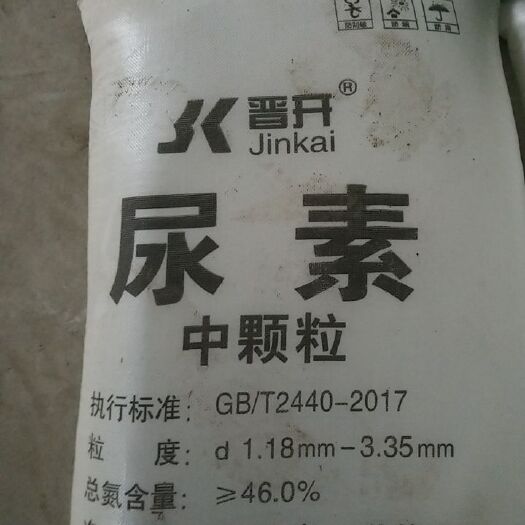 晋开®
Jinkai
尿素
中颗粒
执行标准: GB/T2440-2017
粒 度: d 1.18mm-3.35mm
总氮含量: ≥46.0%